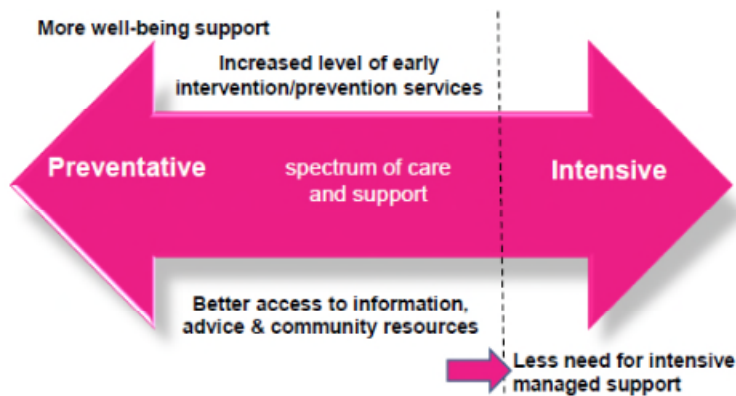 More well-being support
Increased level of early
intervention/prevention services
Preventative
spectrum of care
and support
Intensive
Better access to information,
advice & community resources
Less need for intensive
managed support